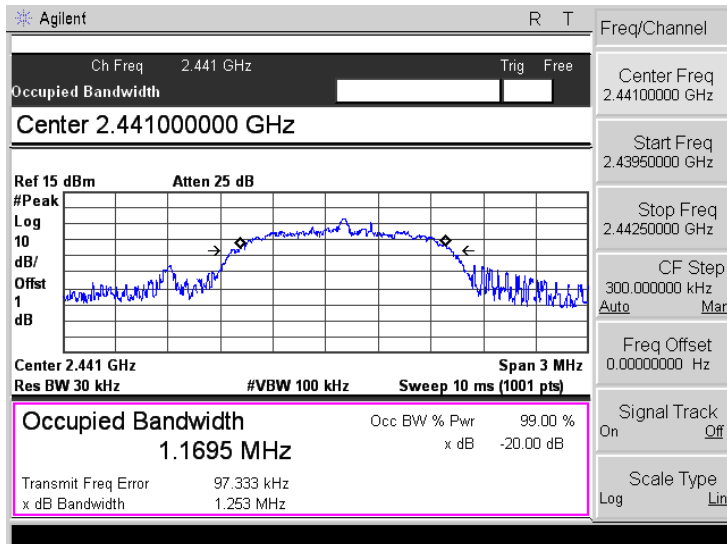 Agilent R T
Ch Freq 2.441 GHz Trig Free
Occupied Bandwidth
Center 2.441000000 GHz
Ref 15 dBm Atten 25 dB
#Peak
Log
10
dB/
Offst
1
dB
Center 2.441 GHz Span 3 MHz
Res BW 30 kHz #VBW 100 kHz Sweep 10 ms (1001 pts)
Occupied Bandwidth Occ BW % Pwr 99.00 %
1.1695 MHz x dB -20.00 dB
Transmit Freq Error 97.333 kHz
x dB Bandwidth 1.253 MHz
Freq/Channel
Center Freq
2.44100000 GHz
Start Freq
2.43950000 GHz
Stop Freq
2.44250000 GHz
CF Step
300.000000 kHz
Auto Man
Freq Offset
0.00000000 Hz
Signal Track
On Off
Scale Type
Log Lin